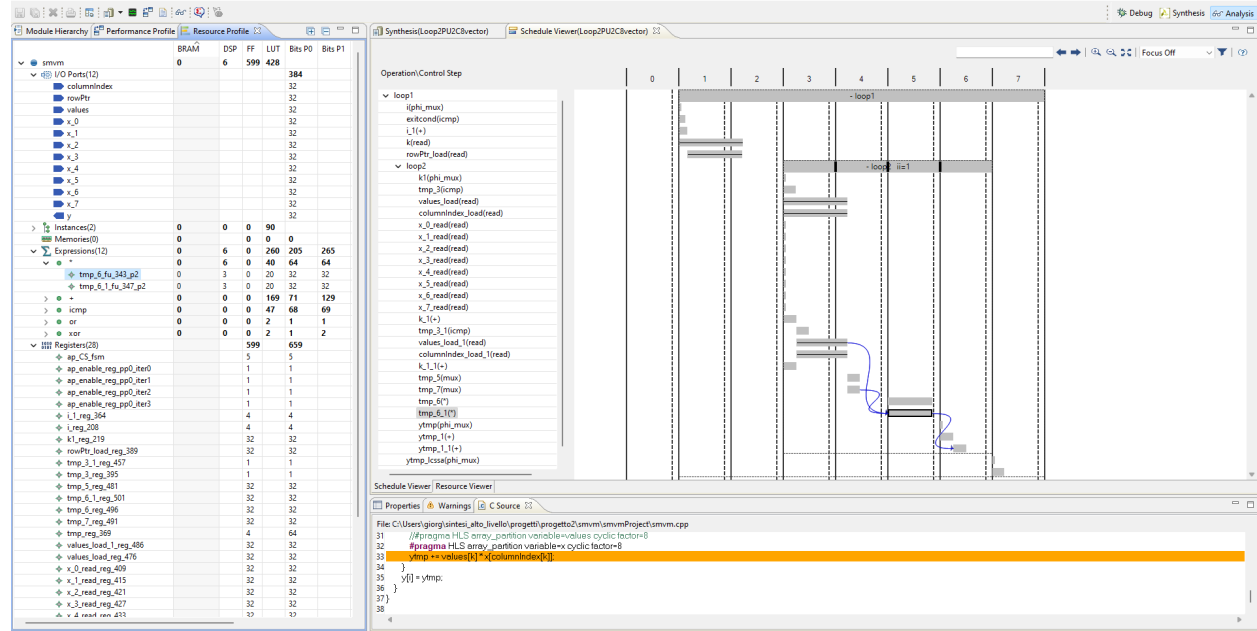 Debug Synthesis Analysis
Module Hierarchy Performance Profile Resource Profile
BRAM DSP FF LUT Bits P0 Bits P1
smvm 0 6 599 428
I/O Ports(12) 384
columnIndex 32
rowPtr 32
values 32
x_0 32
x_1 32
x_2 32
x_3 32
x_4 32
x_5 32
x_6 32
x_7 32
y 32
Instances(2) 0 0 0 90
Memories(0) 0 0 0 0
Expressions(12) 0 6 0 260 205 265
* 0 6 0 40 64 64
tmp_6_fu_343_p2 0 3 0 20 32 32
tmp_6_1_fu_347_p2 0 3 0 20 32 32
+ 0 0 0 169 71 129
icmp 0 0 0 47 68 69
or 0 0 0 2 1 1
xor 0 0 0 2 1 2
Registers(28) 599 659
ap_CS_fsm 5 5
ap_enable_reg_pp0_iter0 1 1
ap_enable_reg_pp0_iter1 1 1
ap_enable_reg_pp0_iter2 1 1
ap_enable_reg_pp0_iter3 1 1
i_1_reg_364 4 4
i_reg_208 4 4
k1_reg_219 32 32
rowPtr_load_reg_389 32 32
tmp_3_1_reg_457 1 1
tmp_3_reg_395 1 1
tmp_5_reg_481 32 32
tmp_6_1_reg_501 32 32
tmp_6_reg_496 32 32
tmp_7_reg_491 32 32
tmp_reg_369 4 64
values_load_1_reg_486 32 32
values_load_reg_476 32 32
x_0_read_reg_409 32 32
x_1_read_reg_415 32 32
x_2_read_reg_421 32 32
x_3_read_reg_427 32 32
x_4_read_reg_433 32 32
Synthesis(Loop2PU2C8vector) Schedule Viewer(Loop2PU2C8vector)
Focus Off
Operation\Control Step 0 1 2 3 4 5 6 7
loop1 - loop1
i(phi_mux)
exitcond(icmp)
i_1(+)
k(read)
rowPtr_load(read)
loop2 - loop2 ii=1
k1(phi_mux)
tmp_3(icmp)
values_load(read)
columnIndex_load(read)
x_0_read(read)
x_1_read(read)
x_2_read(read)
x_3_read(read)
x_4_read(read)
x_5_read(read)
x_6_read(read)
x_7_read(read)
k_1(+)
tmp_3_1(icmp)
values_load_1(read)
columnIndex_load_1(read)
k_1_1(+)
tmp_5(mux)
tmp_7(mux)
tmp_6(*)
tmp_6_1(*)
ytmp(phi_mux)
ytmp_1(+)
ytmp_1_1(+)
ytmp_lcssa(phi_mux)
Schedule Viewer Resource Viewer
Properties Warnings C Source
File: C:\Users\giorg\sintesi_alto_livello\progetti\progetto2\smvm\smvmProject\smvm.cpp
31 //#pragma HLS array_partition variable=values cyclic factor=8
32 #pragma HLS array_partition variable=x cyclic factor=8
33 ytmp += values[k] * x[columnIndex[k]];
34 }
35 y[i] = ytmp;
36 }
37 }
38